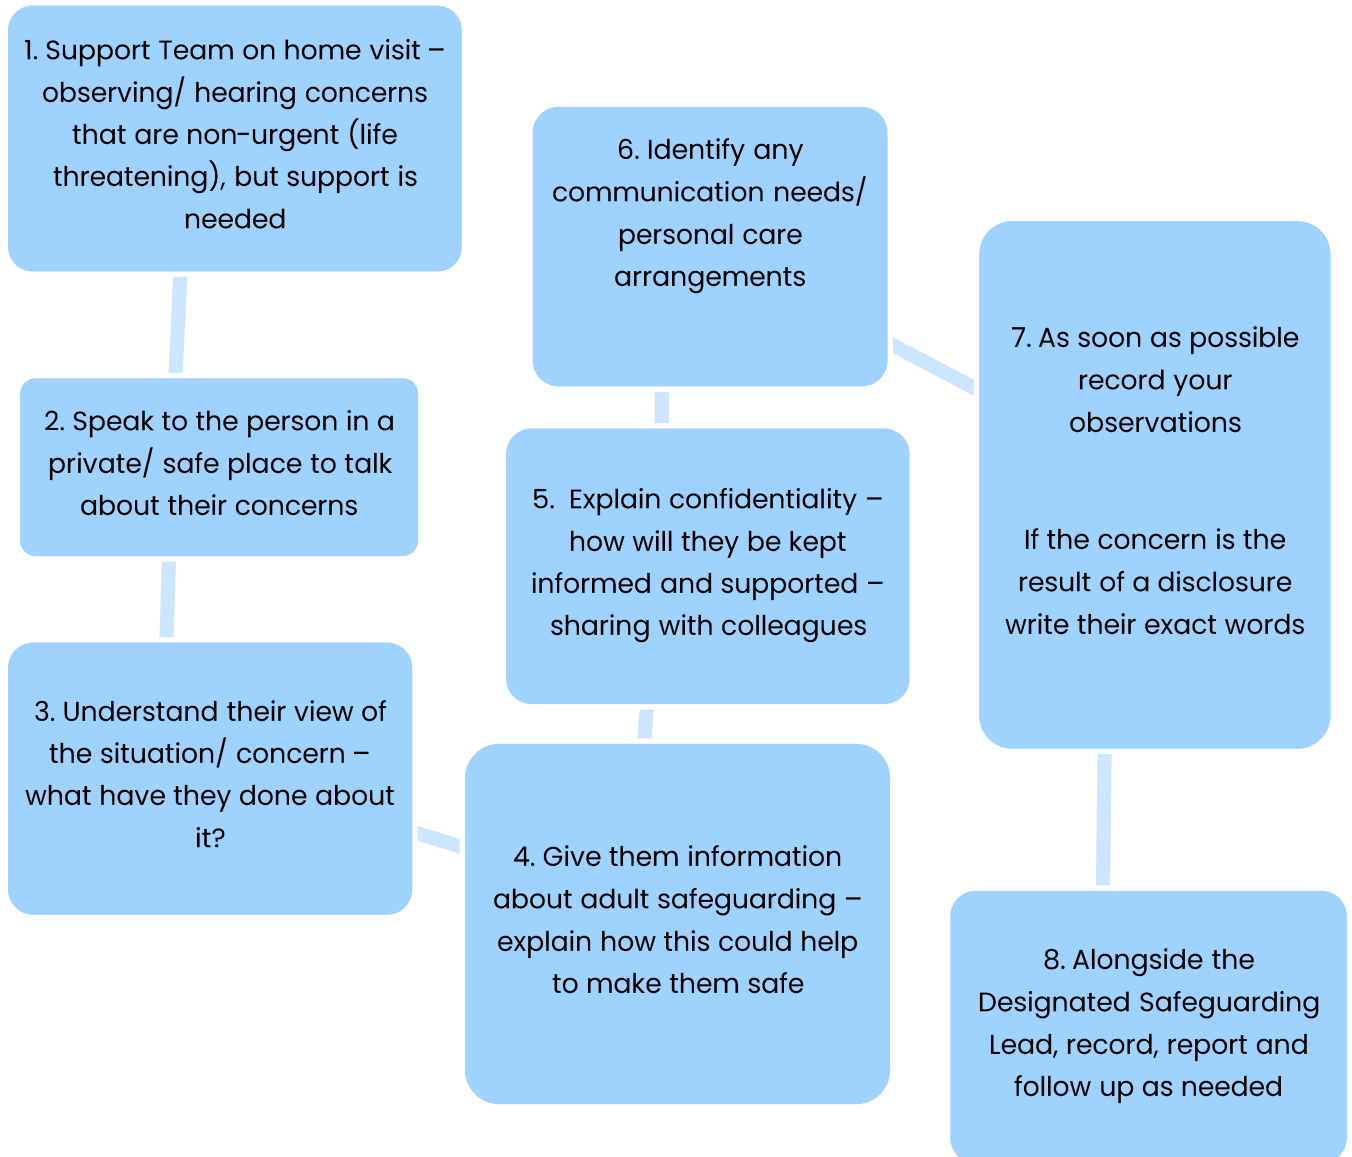 1. Support Team on home visit –
observing/ hearing concerns
that are non-urgent (life
threatening), but support is
needed
2. Speak to the person in a
private/ safe place to talk
about their concerns
3. Understand their view of
the situation/ concern –
what have they done about
it?
4. Give them information
about adult safeguarding –
explain how this could help
to make them safe
5. Explain confidentiality –
how will they be kept
informed and supported –
sharing with colleagues
6. Identify any
communication needs/
personal care
arrangements
7. As soon as possible
record your
observations
If the concern is the
result of a disclosure
write their exact words
8. Alongside the
Designated Safeguarding
Lead, record, report and
follow up as needed